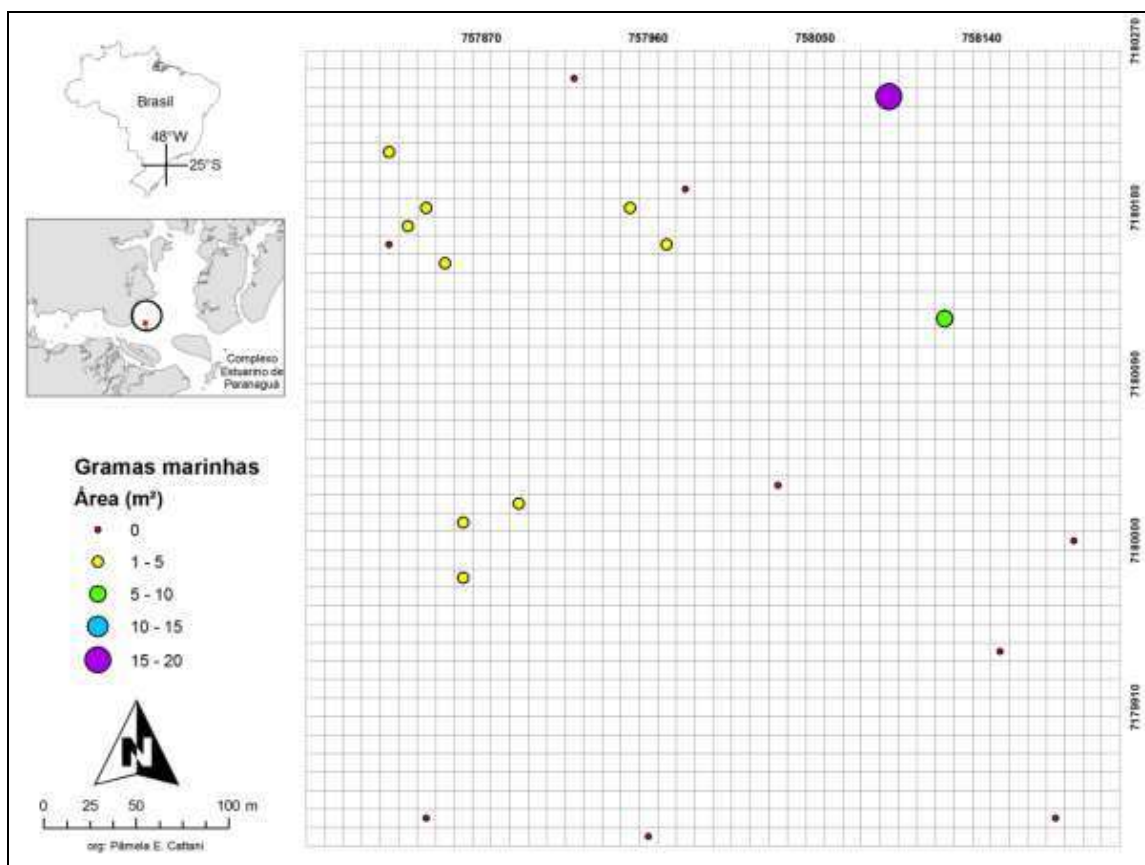 757870 757960 758050 758140
7180270
7180180
7180090
7180000
7179910
Brasil
48°W
25°S
Complexo
Estuarino de
Paranaguá
Gramas marinhas
Área (m²)
0
1 - 5
5 - 10
10 - 15
15 - 20
N
0 25 50 100 m
org: Pâmela E. Cattani